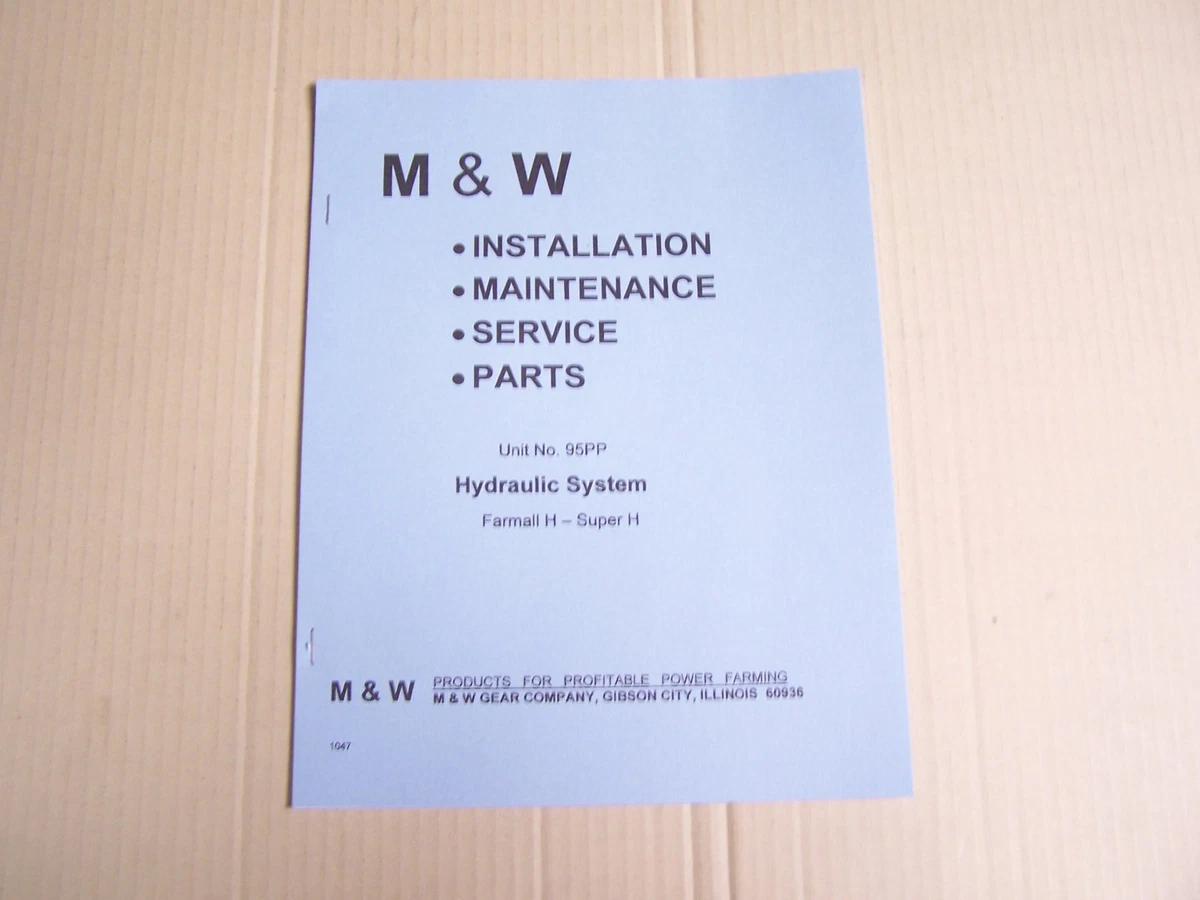 M & W
• INSTALLATION
• MAINTENANCE
• SERVICE
• PARTS
Unit No. 95PP
Hydraulic System
Farmall H – Super H
M & W
PRODUCTS FOR PROFITABLE POWER FARMING
M & W GEAR COMPANY, GIBSON CITY, ILLINOIS 60936
1047